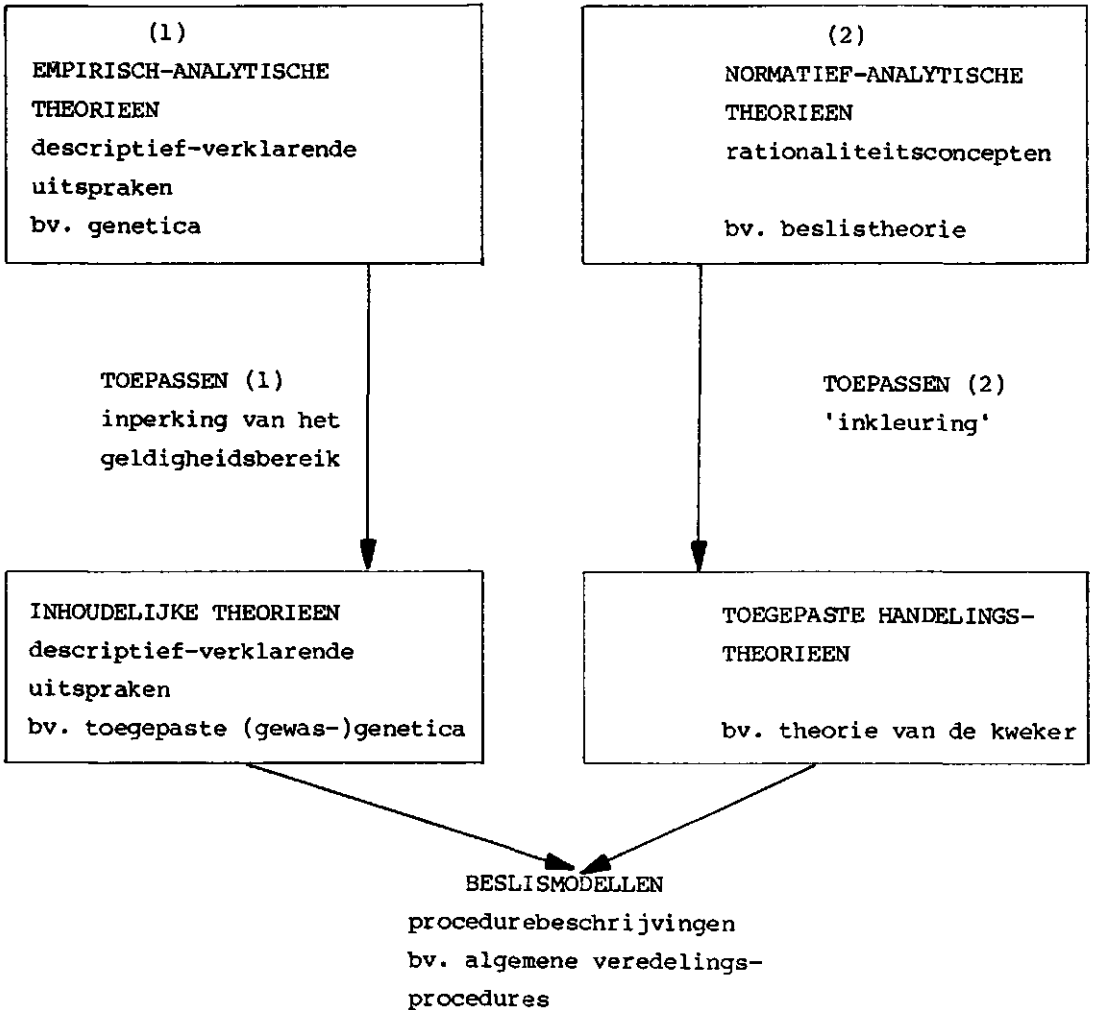 (1)
EMPIRISCH-ANALYTISCHE
THEORIEEN
descriptief-verklarende
uitspraken
bv. genetica
(2)
NORMATIEF-ANALYTISCHE
THEORIEEN
rationaliteitsconcepten
bv. beslistheorie
TOEPASSEN (1)
inperking van het
geldigheidsbereik
TOEPASSEN (2)
'inkleuring'
INHOUDELIJKE THEORIEEN
descriptief-verklarende
uitspraken
bv. toegepaste (gewas-)genetica
TOEGEPASTE HANDELINGS-
THEORIEEN
bv. theorie van de kweker
BESLISMODELLEN
procedurebeschrijvingen
bv. algemene veredelings-
procedures